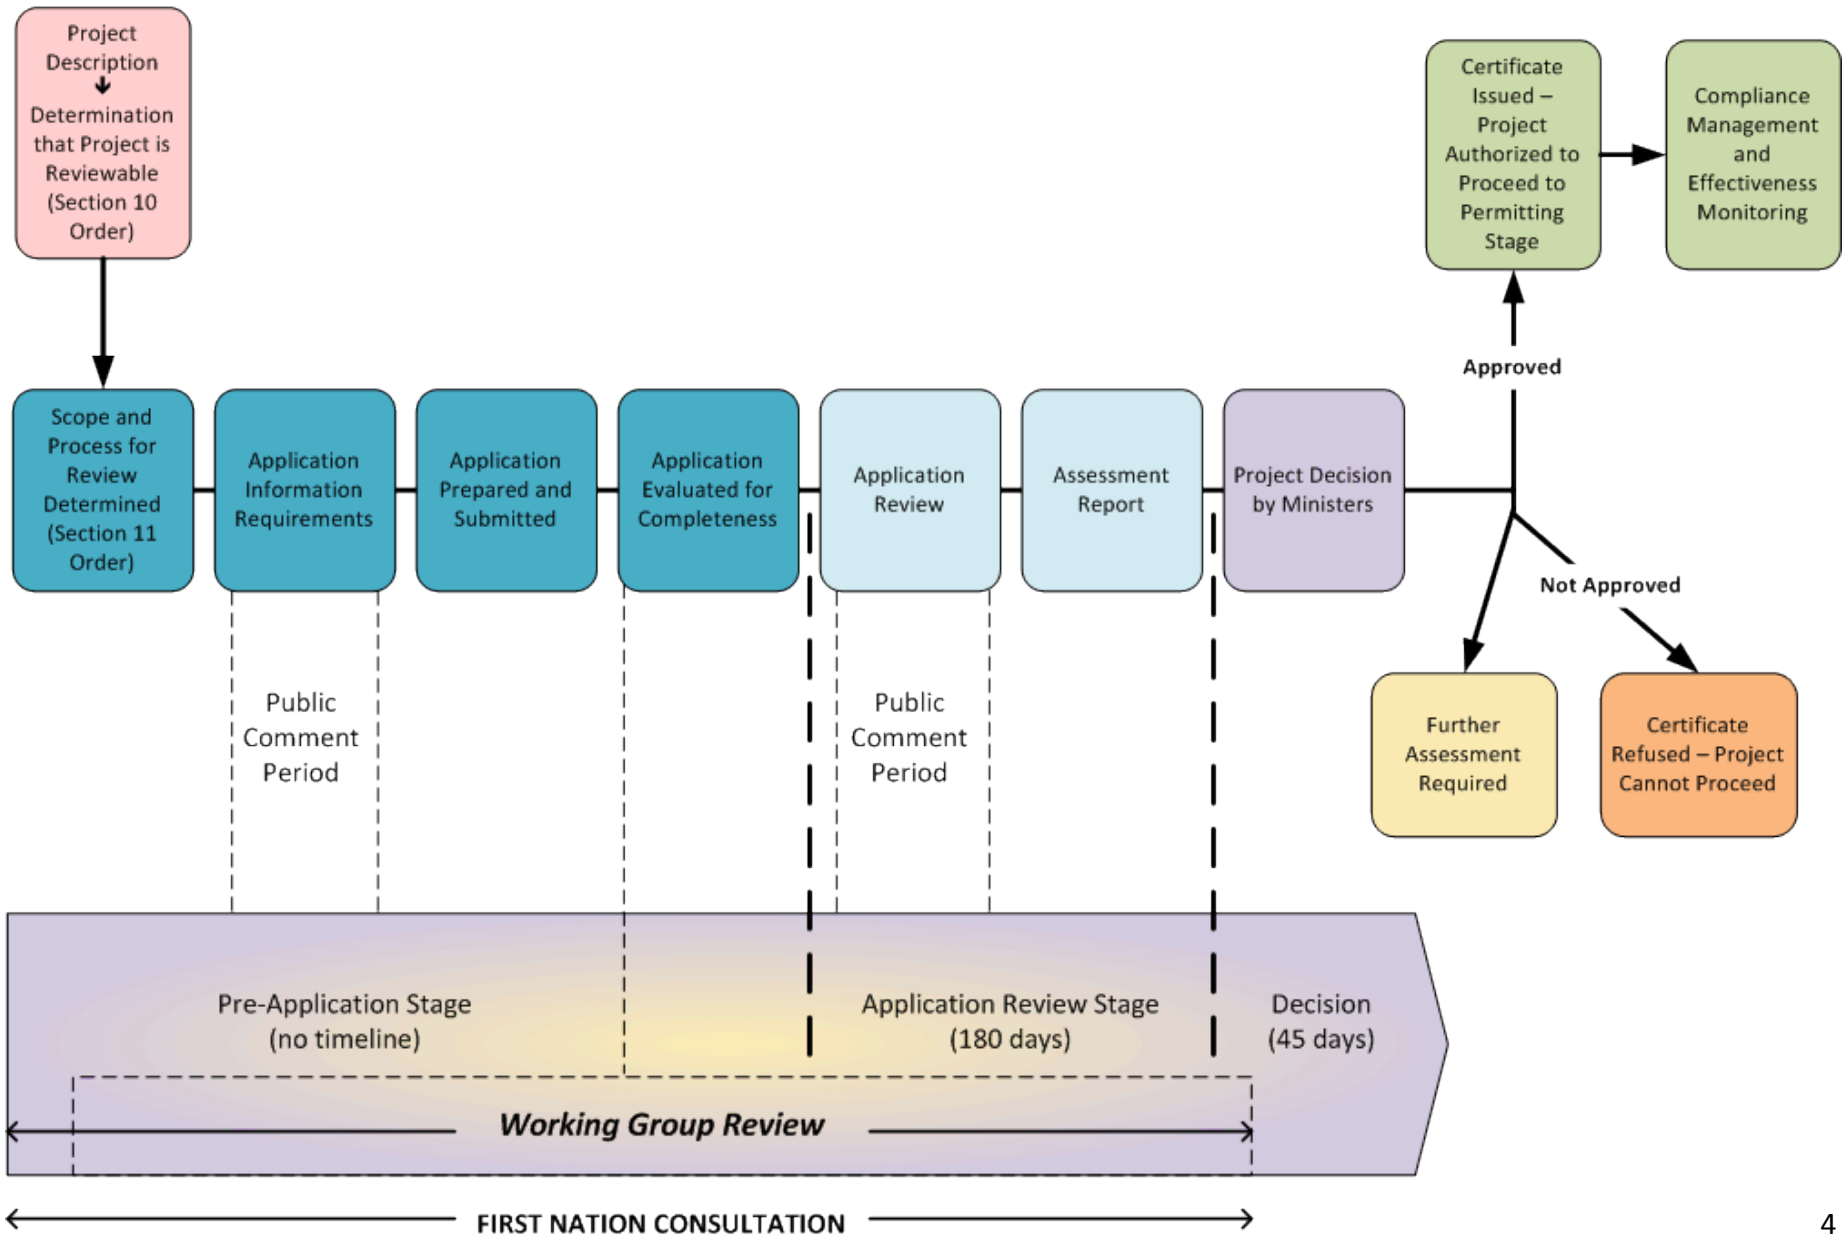 Project
Description
Determination
that Project is
Reviewable
(Section 10
Order)
Certificate
Issued –
Project
Authorized to
Proceed to
Permitting
Stage
Compliance
Management
and
Effectiveness
Monitoring
Approved
Scope and
Process for
Review
Determined
(Section 11
Order)
Application
Information
Requirements
Application
Prepared and
Submitted
Application
Evaluated for
Completeness
Application
Review
Assessment
Report
Project Decision
by Ministers
Not Approved
Public
Comment
Period
Public
Comment
Period
Further
Assessment
Required
Certificate
Refused – Project
Cannot Proceed
Pre-Application Stage
(no timeline)
Application Review Stage
(180 days)
Decision
(45 days)
Working Group Review
FIRST NATION CONSULTATION
4